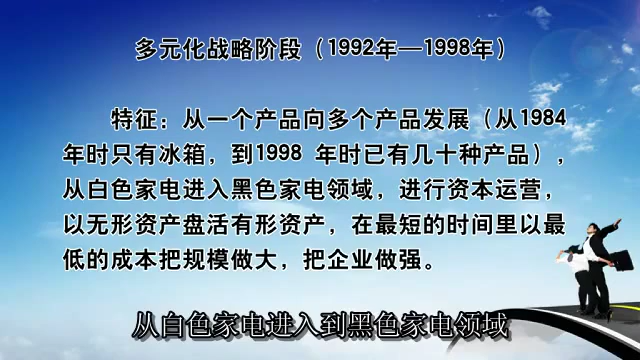 多元化战略阶段（1992年—1998年）
特征：从一个产品向多个产品发展（从1984
年时只有冰箱，到1998 年时已有几十种产品），
从白色家电进入黑色家电领域，进行资本运营，
以无形资产盘活有形资产，在最短的时间里以最
低的成本把规模做大，把企业做强。
从白色家电进入到黑色家电领域